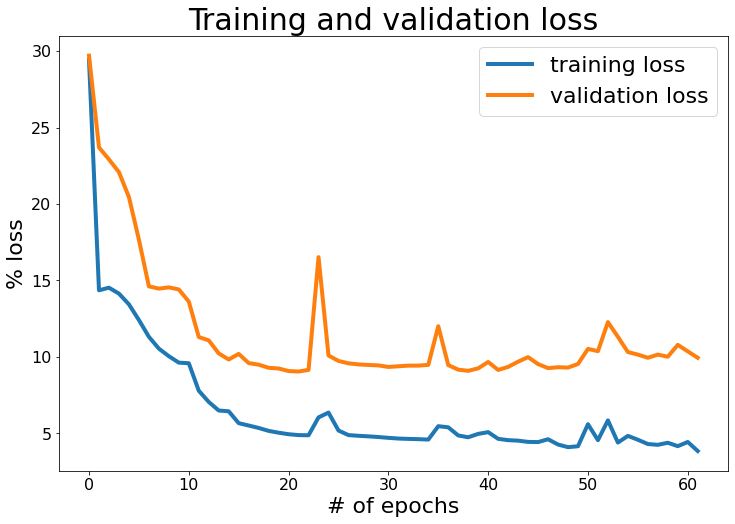 Training and validation loss
training loss
validation loss
% loss
30
25
20
15
10
5
0 10 20 30 40 50 60
# of epochs